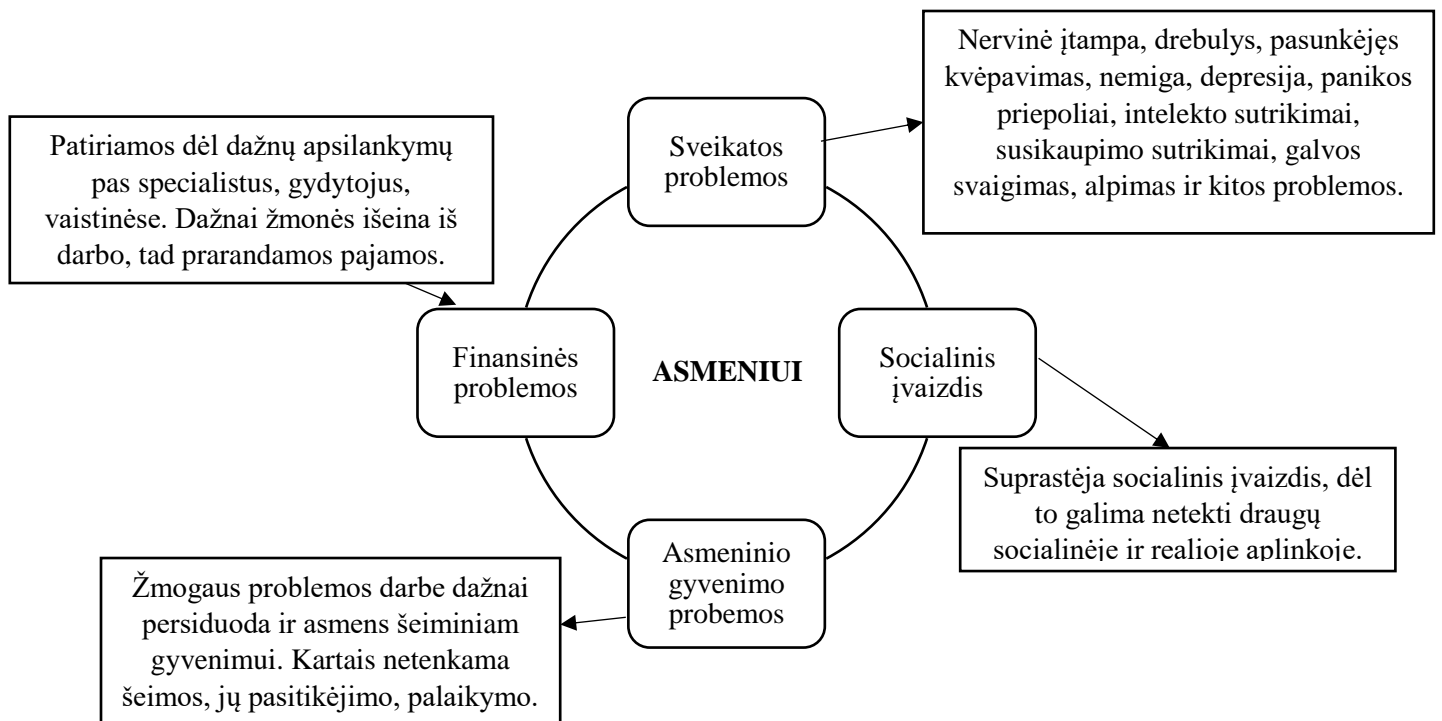 Nervinė įtampa, drebulys, pasunkėjęs
kvėpavimas, nemiga, depresija, panikos
priepoliai, intelekto sutrikimai,
susikaupimo sutrikimai, galvos
svaigimas, alpimas ir kitos problemos.
Sveikatos
problemos
Patiriamos dėl dažnų apsilankymų
pas specialistus, gydytojus,
vaistinėse. Dažnai žmonės išeina iš
darbo, tad prarandamos pajamos.
Finansinės
problemos
ASMENIUI
Socialinis
įvaizdis
Suprastėja socialinis įvaizdis, dėl
to galima netekti draugų
socialinėje ir realioje aplinkoje.
Asmeninio
gyvenimo
probemos
Žmogaus problemos darbe dažnai
persiduoda ir asmens šeiminiam
gyvenimui. Kartais netenkama
šeimos, jų pasitikėjimo, palaikymo.